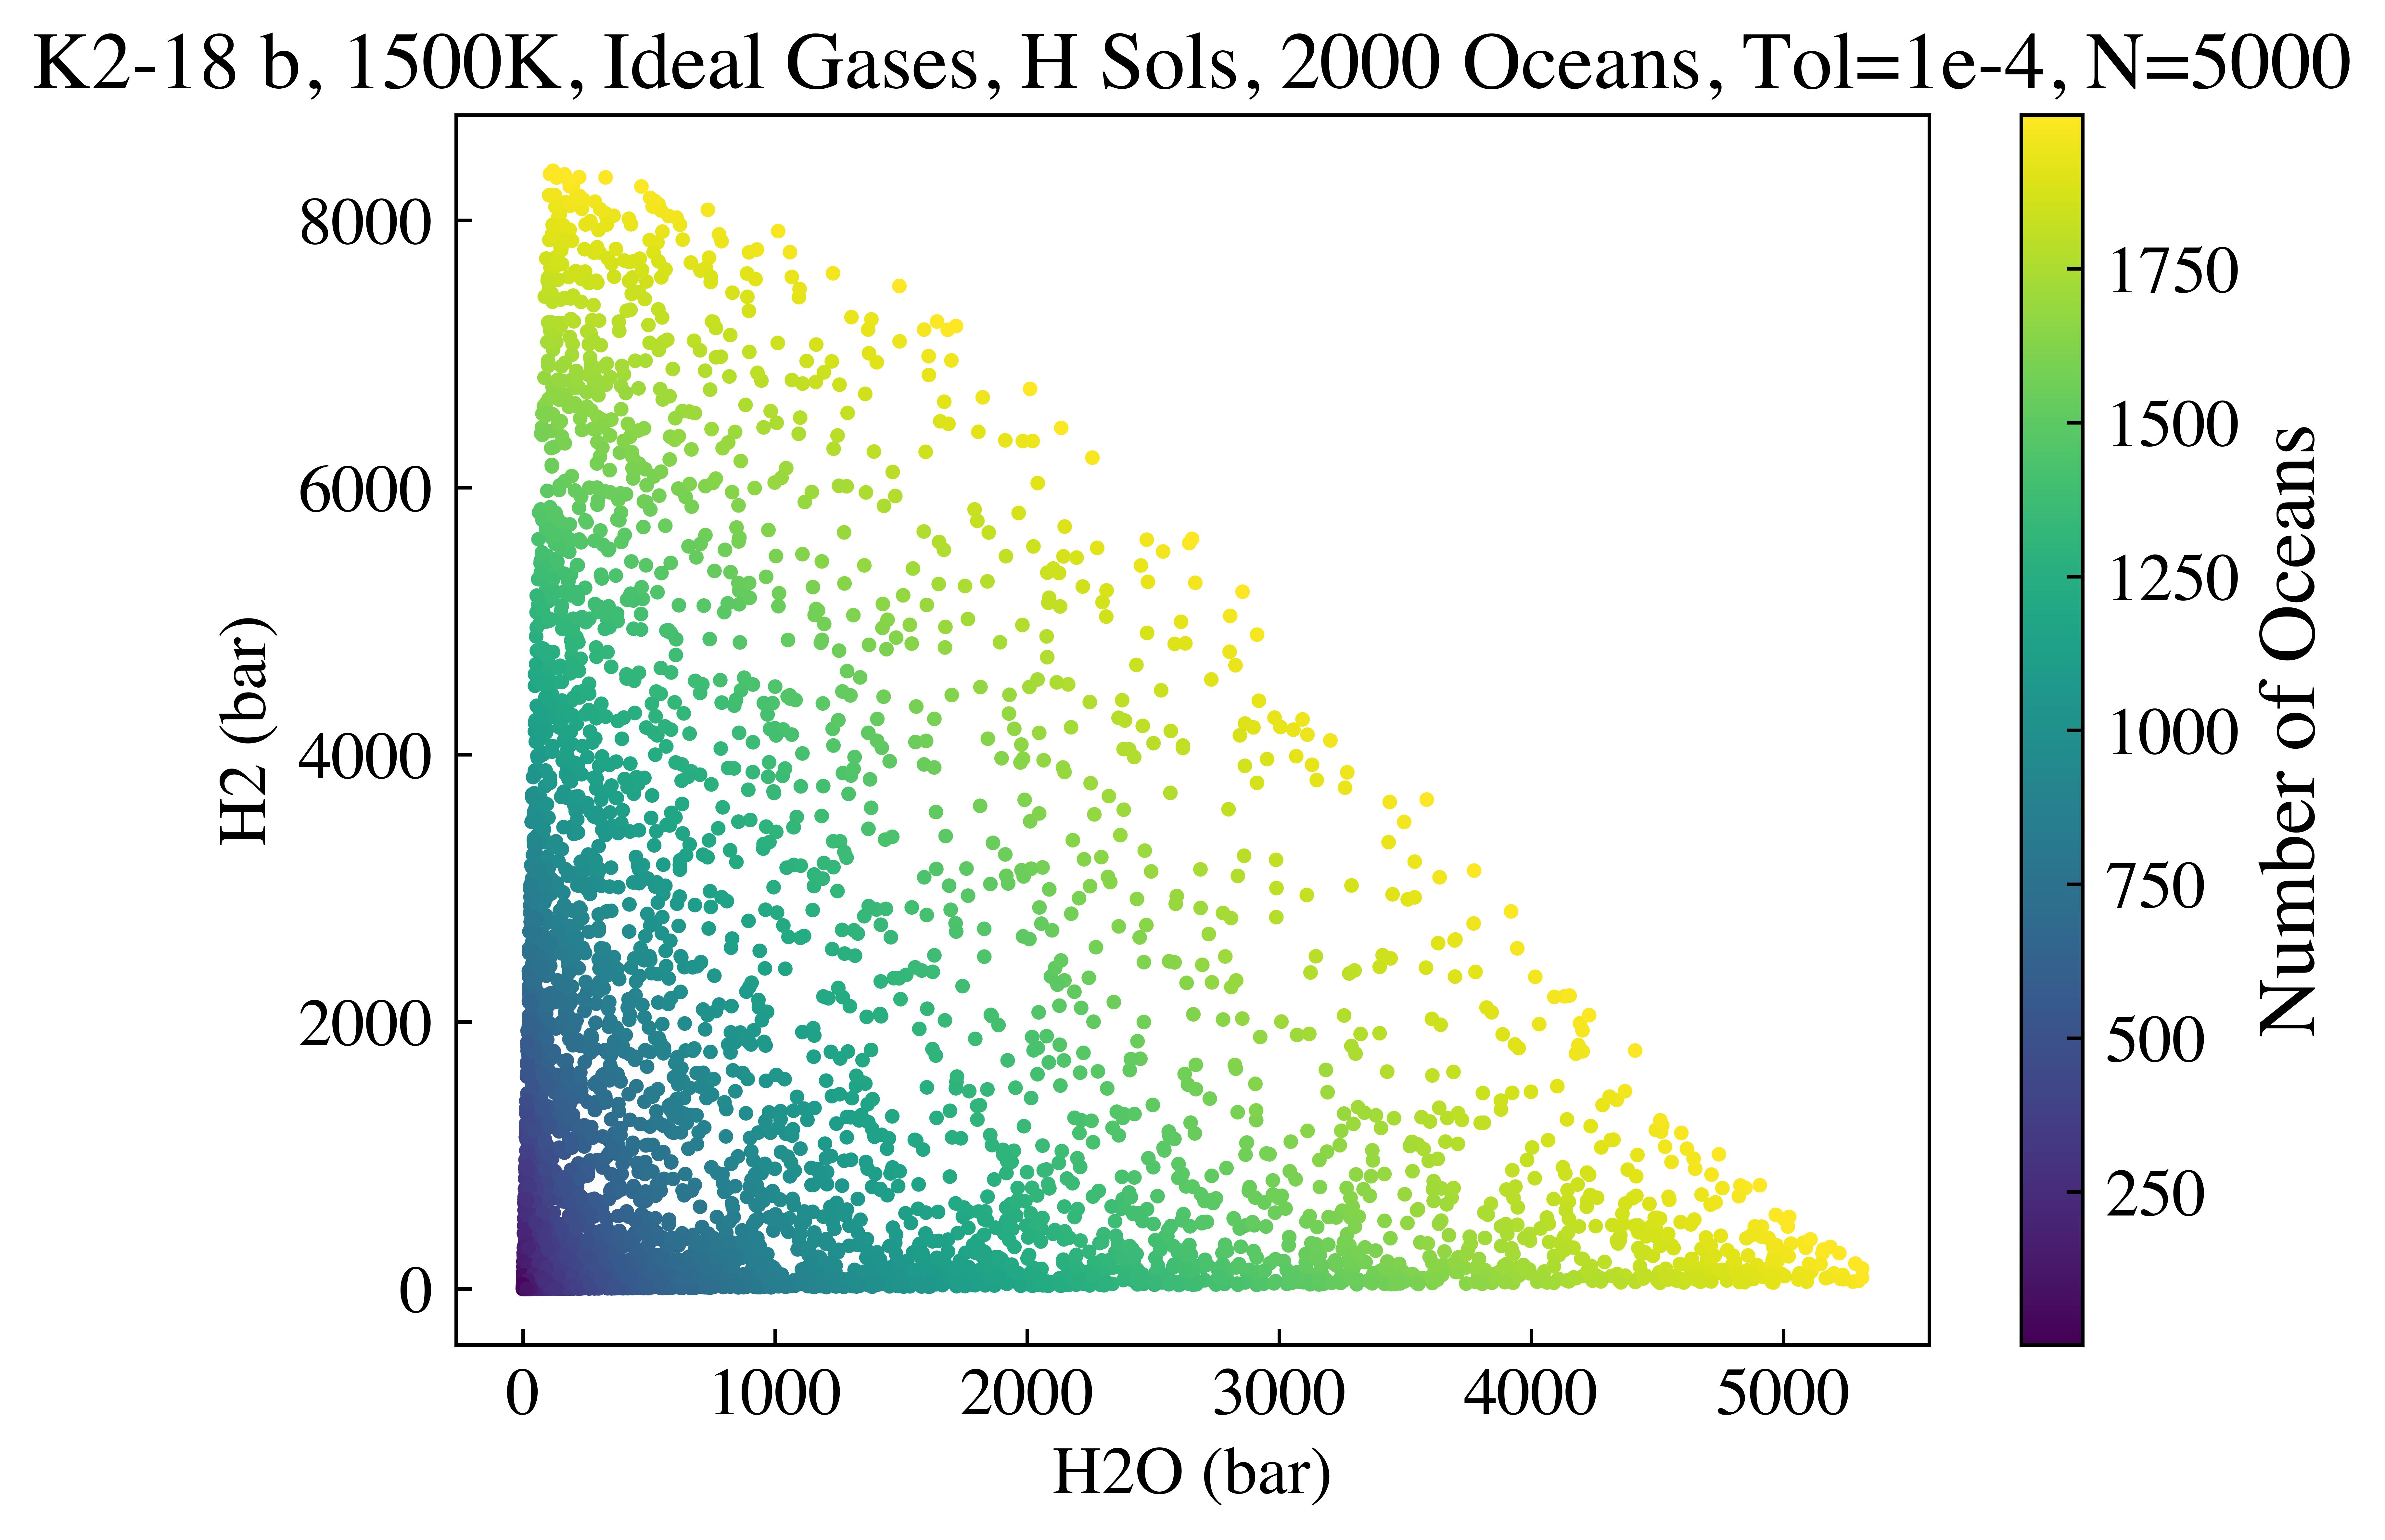 K2-18 b, 1500K, Ideal Gases, H Sols, 2000 Oceans, Tol=1e-4, N=5000
H2 (bar)
8000
6000
4000
2000
0
0 1000 2000 3000 4000 5000
H2O (bar)
1750
1500
1250
1000
750
500
250
Number of Oceans